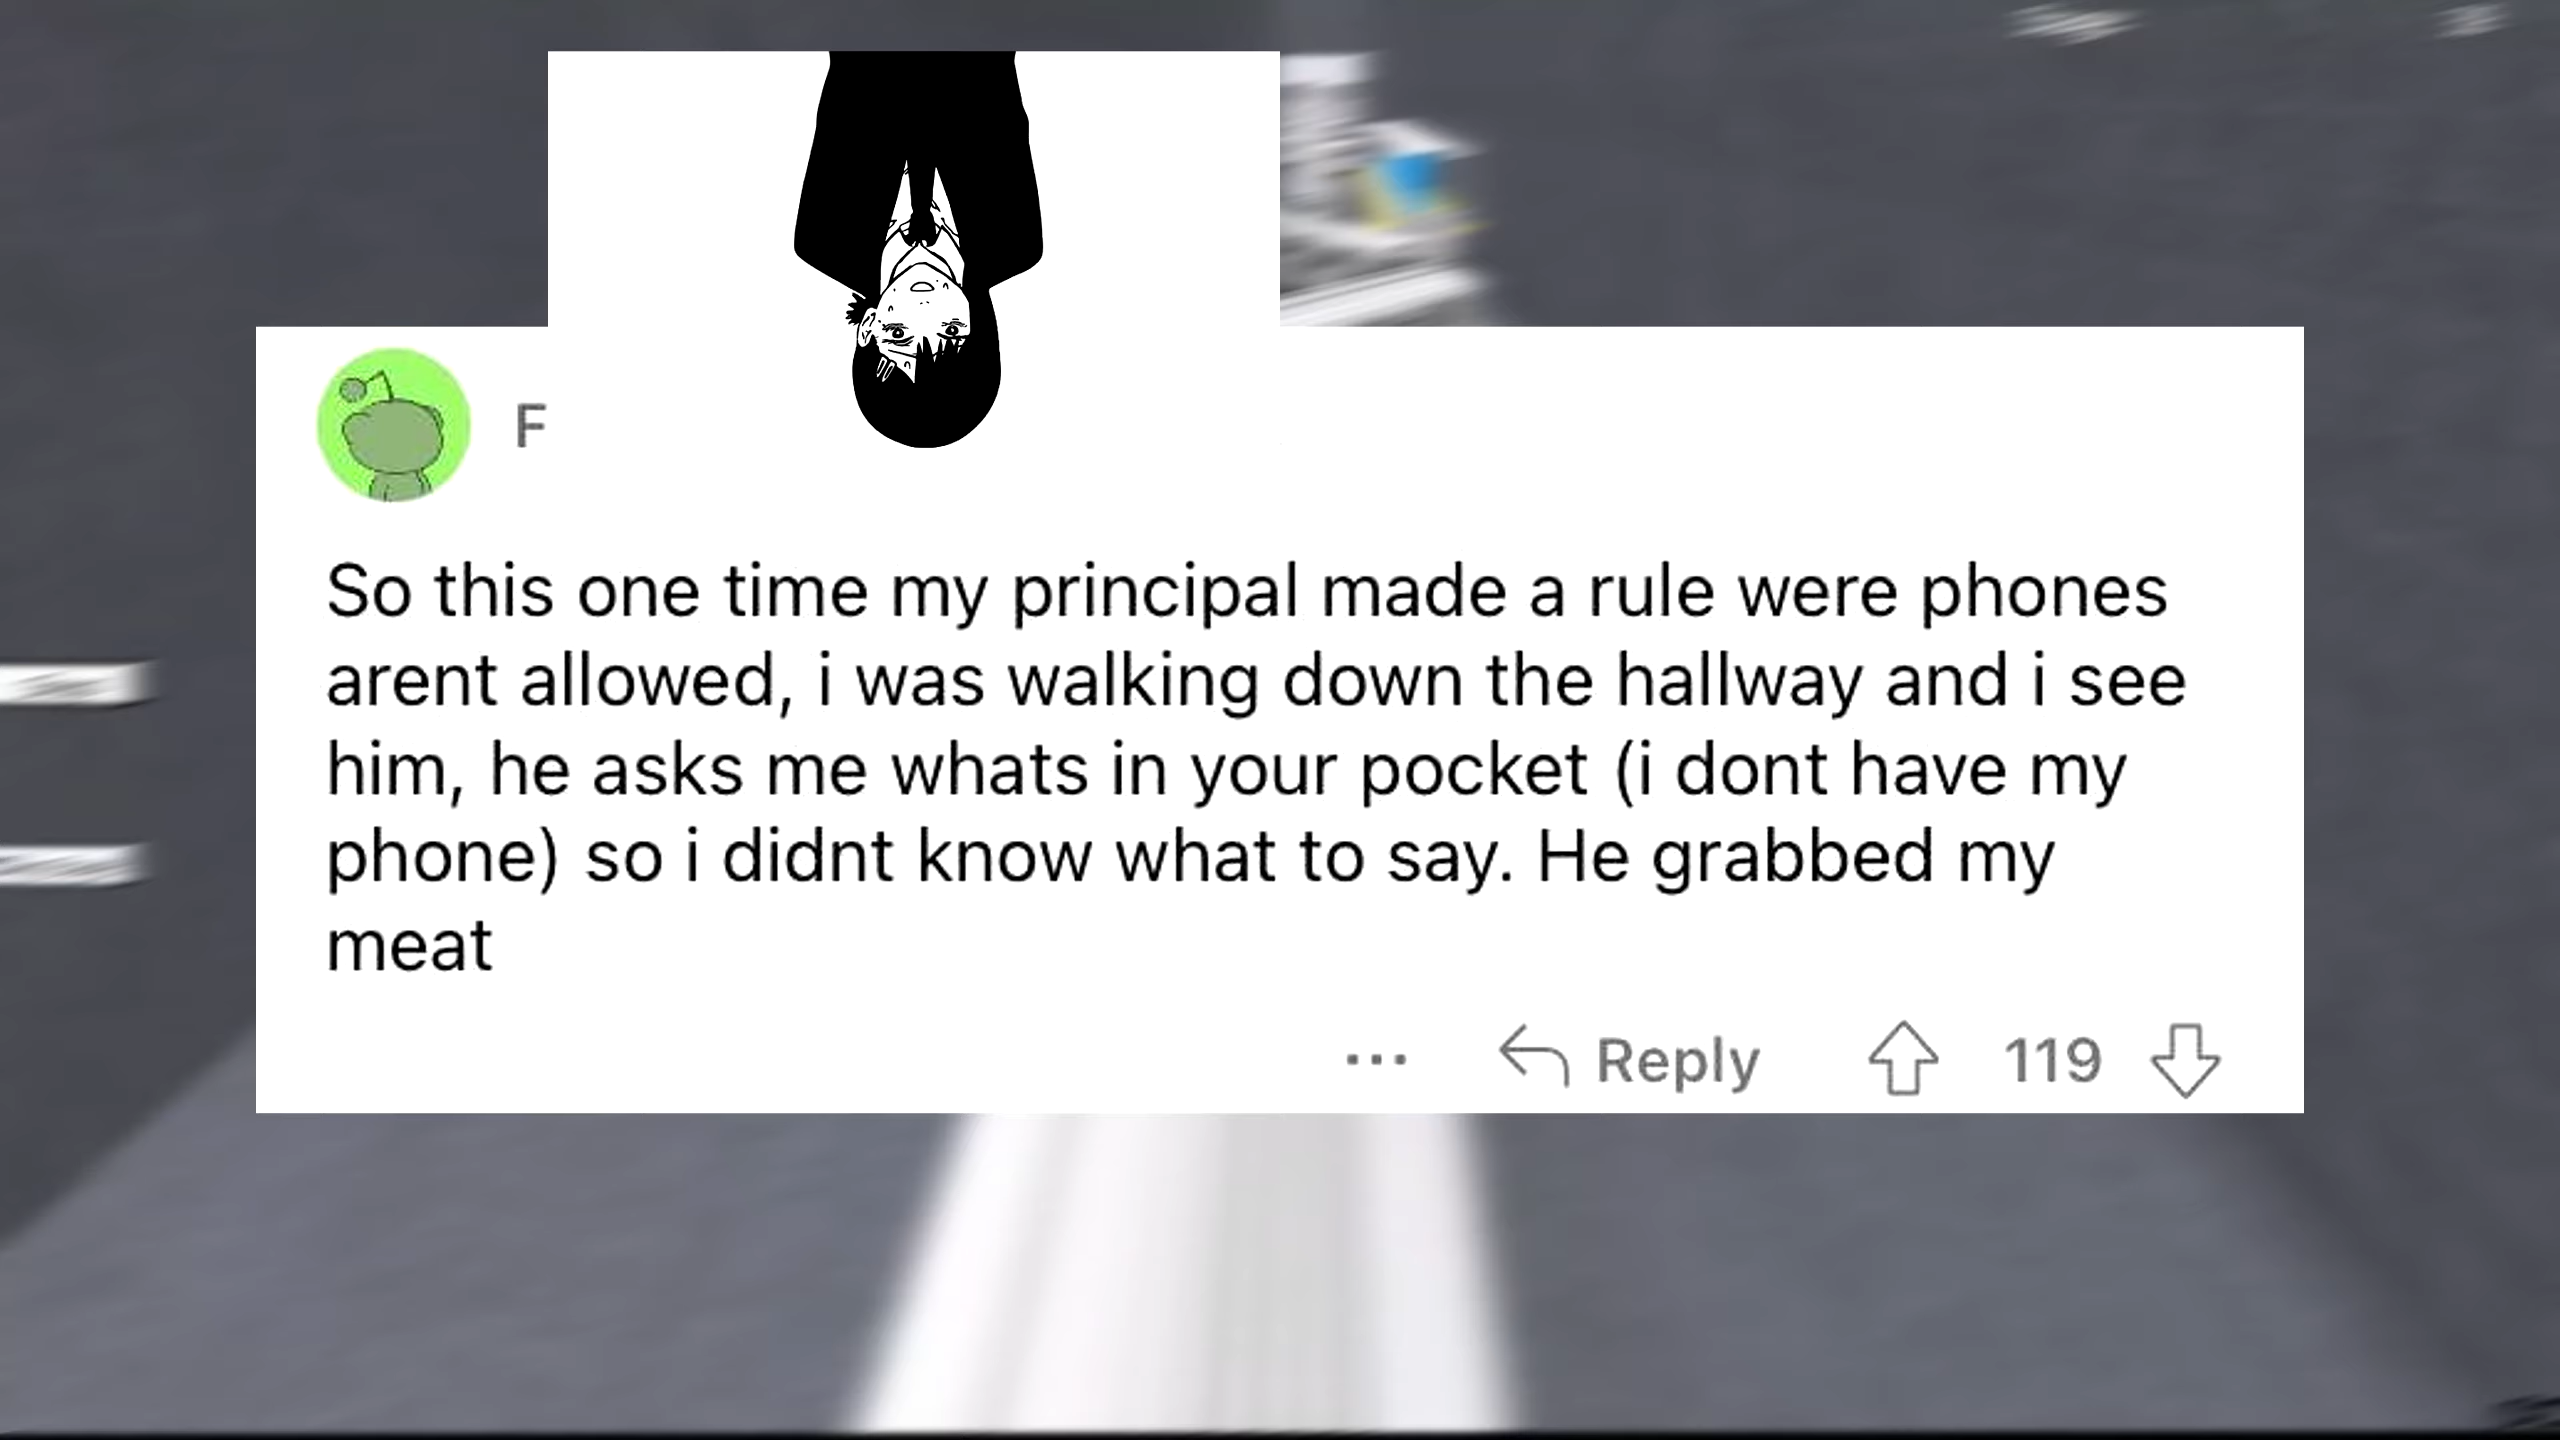 F
So this one time my principal made a rule were phones
arent allowed, i was walking down the hallway and i see
him, he asks me whats in your pocket (i dont have my
phone) so i didnt know what to say. He grabbed my
meat
... Reply 119